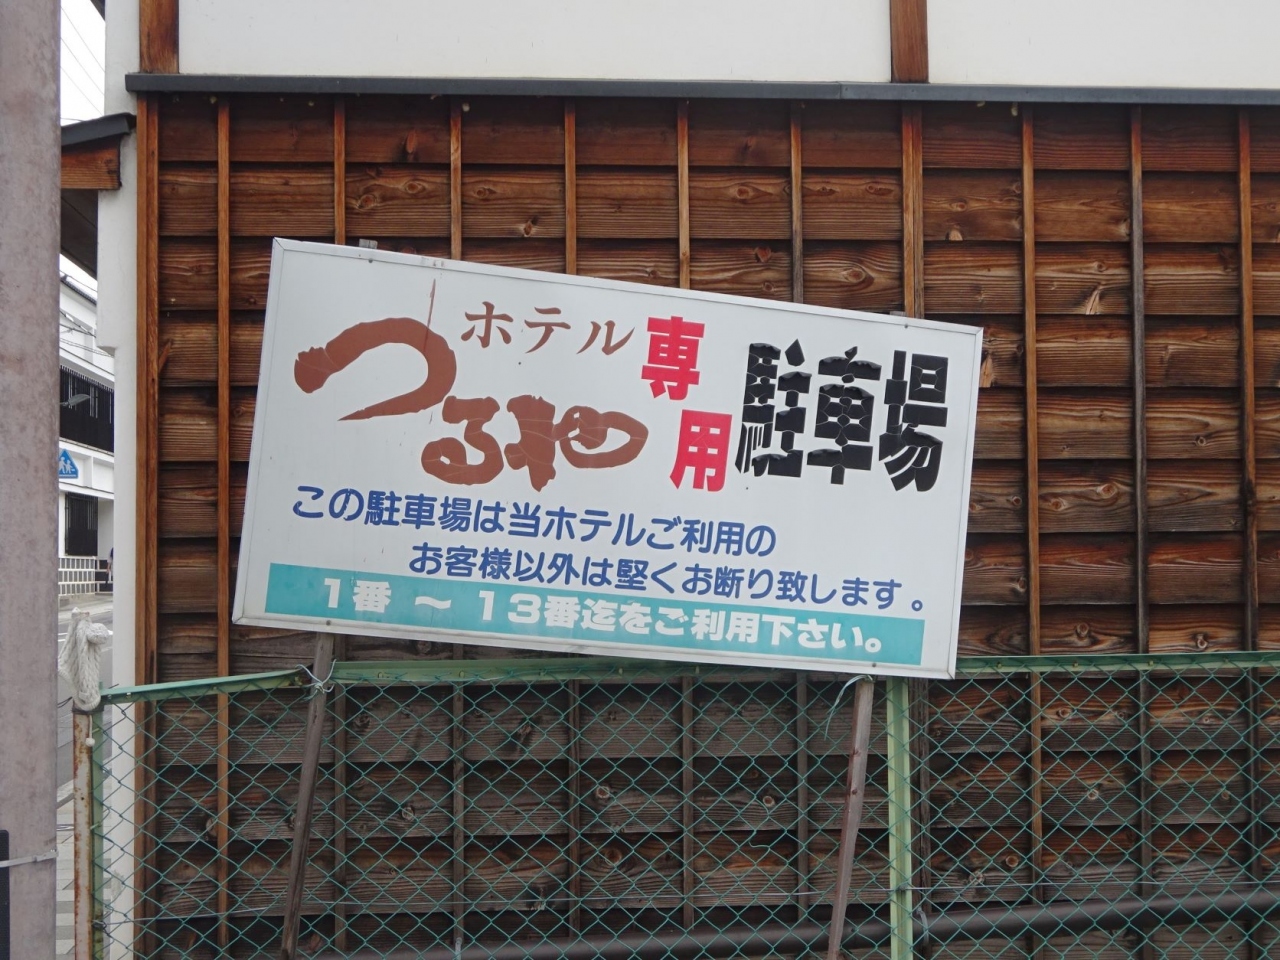 ホテル
つるや
専用
駐車場
この駐車場は当ホテルご利用の
お客様以外は堅くお断り致します。
1番 〜 13番迄をご利用下さい。